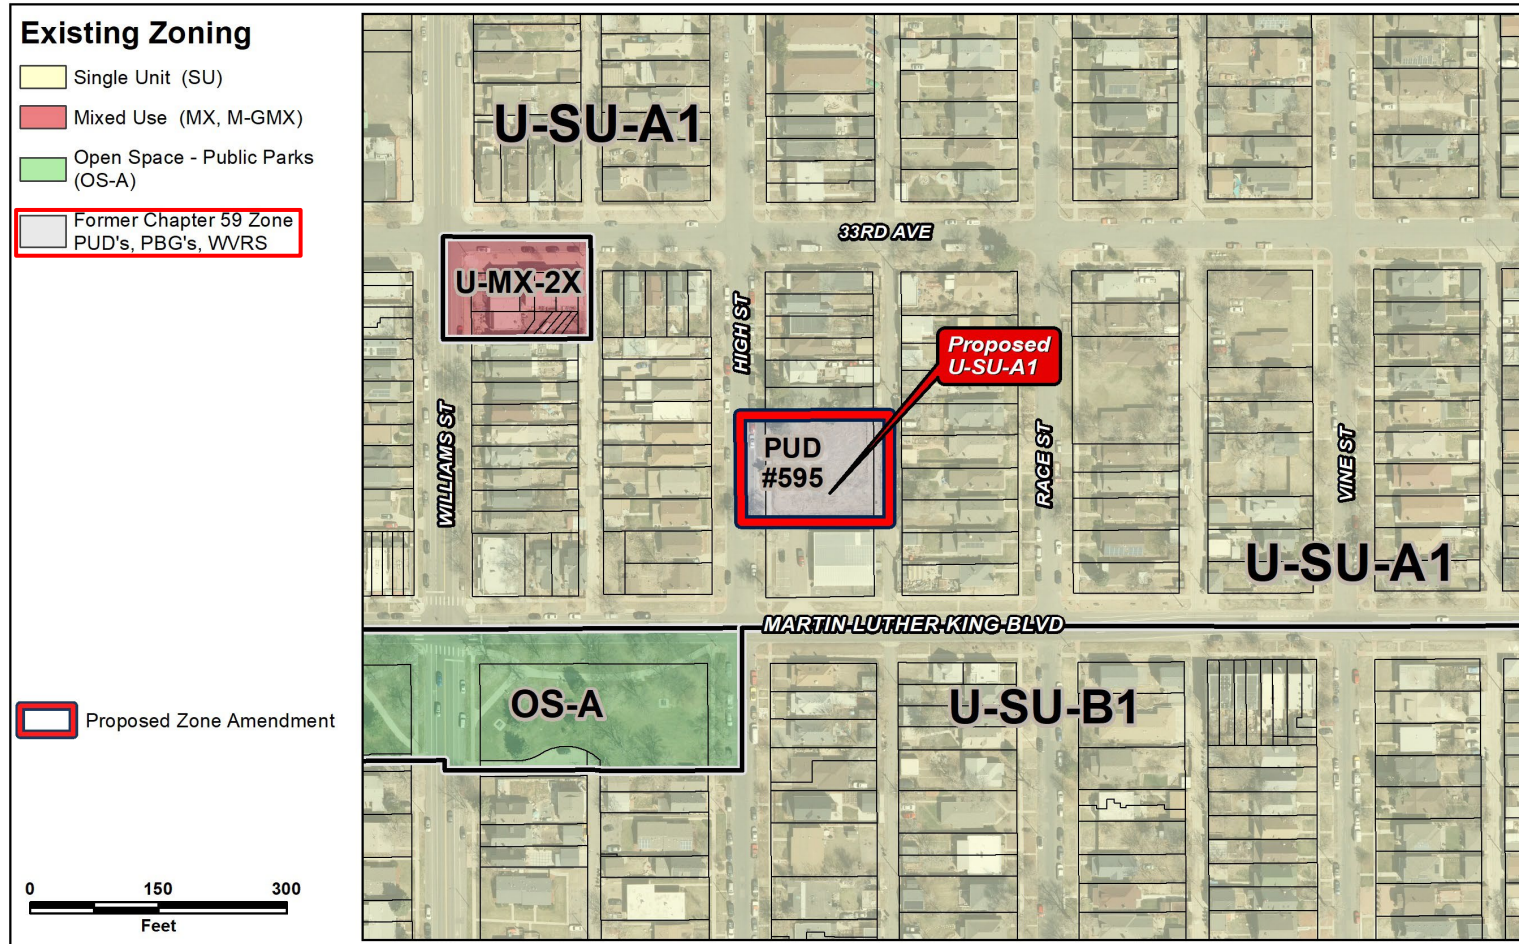 Existing Zoning
Single Unit (SU)
Mixed Use (MX, M-GMX)
Open Space - Public Parks
(OS-A)
Former Chapter 59 Zone
PUD's, PBG's, WVRS
Proposed Zone Amendment
0 150 300
Feet
U-SU-A1
33RD AVE
U-MX-2X
HIGH ST
Proposed
U-SU-A1
WILLIAMS ST
PUD
#595
RACE ST
VINE ST
U-SU-A1
MARTIN LUTHER KING BLVD
OS-A
U-SU-B1